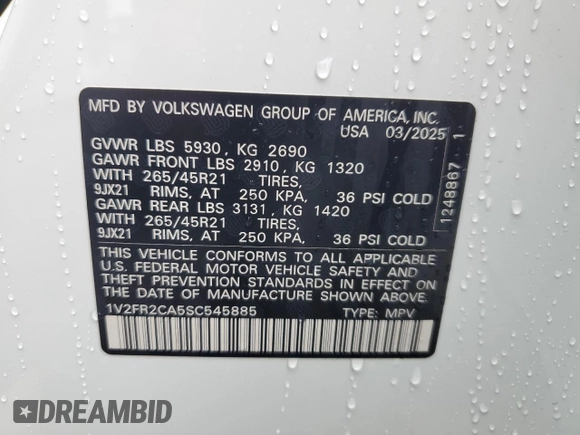 MFD BY VOLKSWAGEN GROUP OF AMERICA, INC.
USA 03/2025
GVWR LBS 5930 , KG 2690
GAWR FRONT LBS 2910 , KG 1320
WITH 265/45R21 TIRES,
9JX21 RIMS, AT 250 KPA, 36 PSI COLD
GAWR REAR LBS 3131 , KG 1420
WITH 265/45R21 TIRES,
9JX21 RIMS, AT 250 KPA, 36 PSI COLD
THIS VEHICLE CONFORMS TO ALL APPLICABLE
U.S. FEDERAL MOTOR VEHICLE SAFETY AND
THEFT PREVENTION STANDARDS IN EFFECT ON
THE DATE OF MANUFACTURE SHOWN ABOVE.
1V2FR2CA5SC545885 TYPE: MPV
1248867 1
DREAMBID